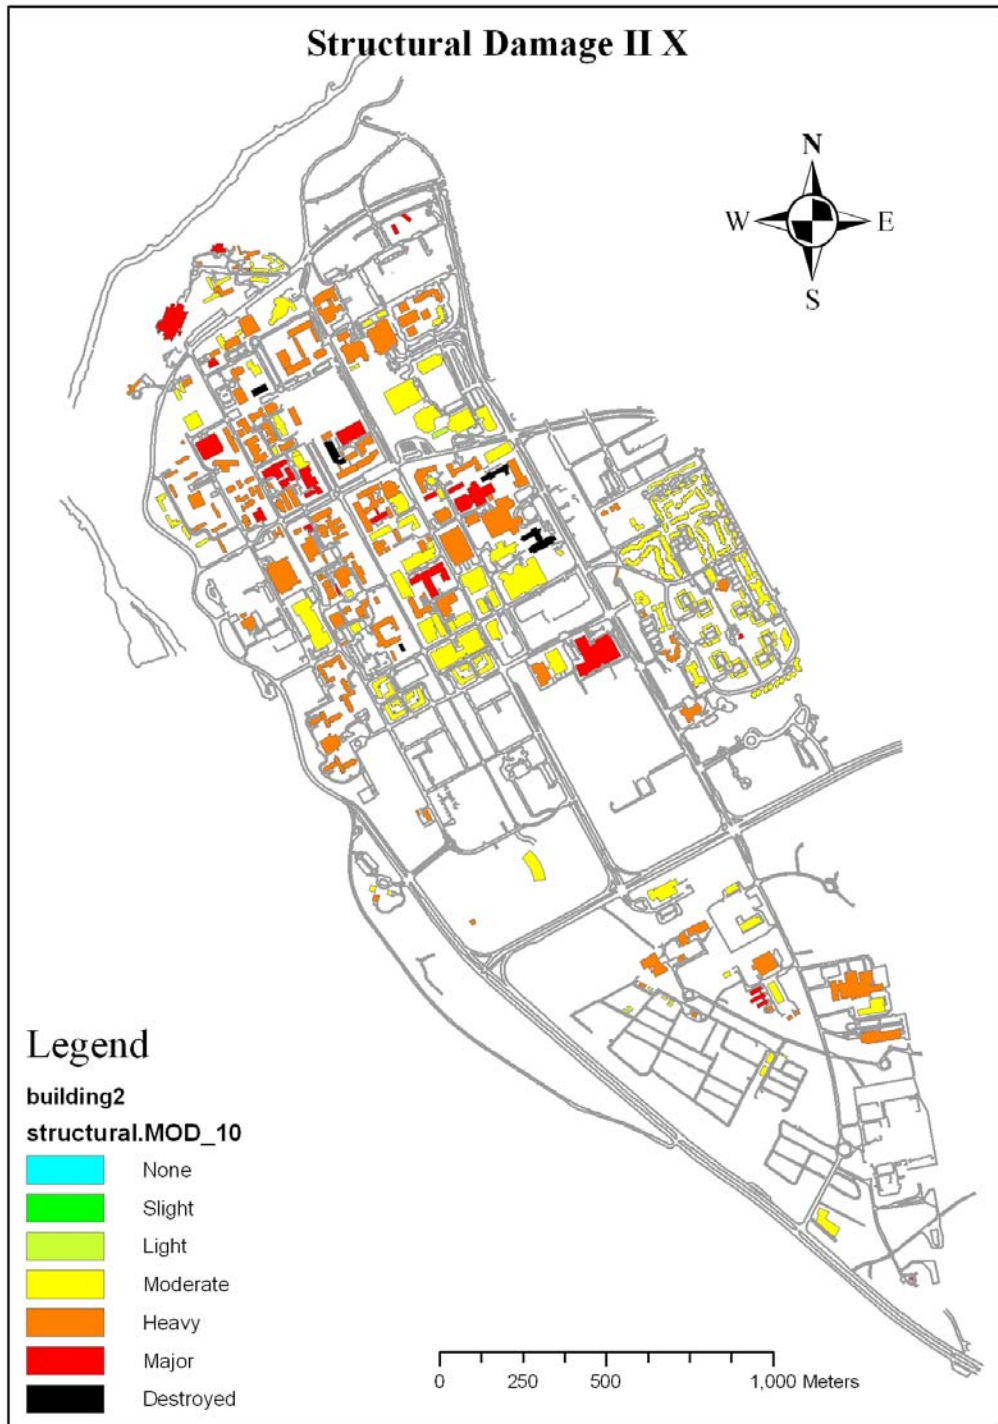 Structural Damage II X
N
W E
S
Legend
building2
structural.MOD_10
None
Slight
Light
Moderate
Heavy
Major
Destroyed
0 250 500 1,000 Meters